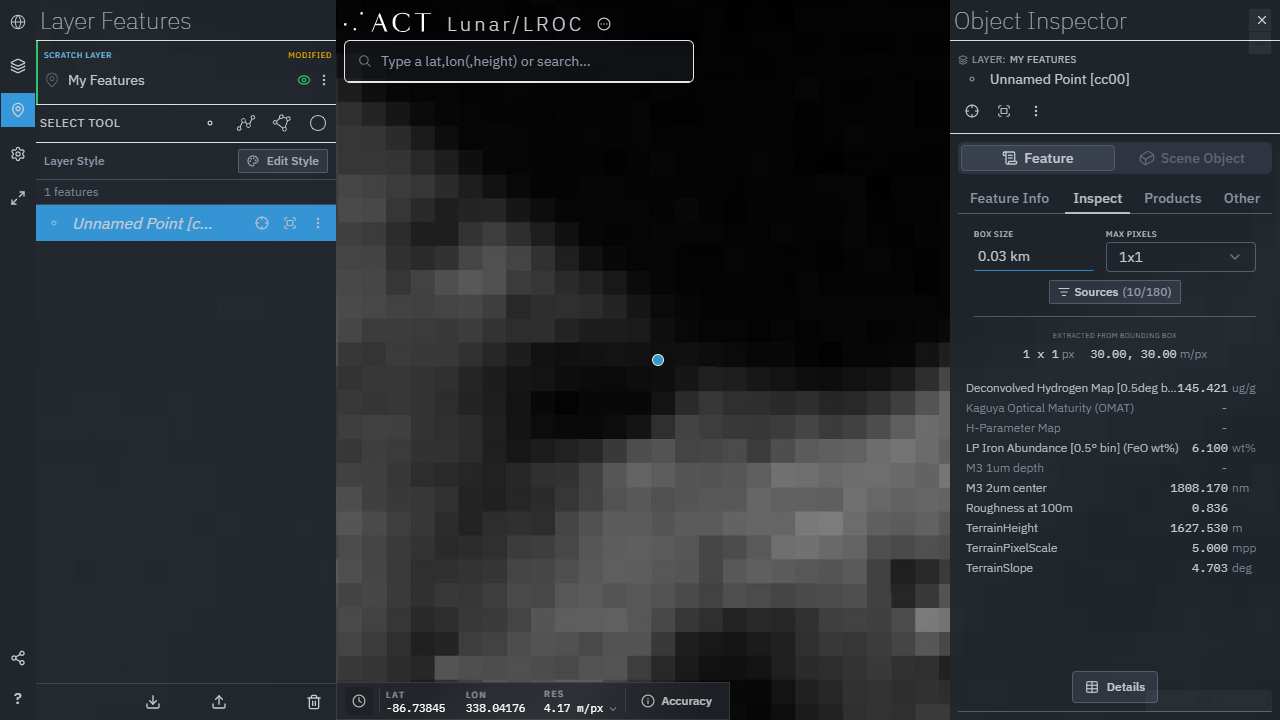 Layer Features
SCRATCH LAYER MODIFIED
My Features
SELECT TOOL
Layer Style Edit Style
1 features
Unnamed Point [c...
?
ACT Lunar/LROC
Type a lat,lon(,height) or search...
LAT LON RES
-86.73845 338.04176 4.17 m/px
Accuracy
Object Inspector
LAYER: MY FEATURES
Unnamed Point [cc00]
Feature Scene Object
Feature Info Inspect Products Other
BOX SIZE MAX PIXELS
0.03 km 1x1
Sources (10/180)
EXTRACTED FROM BOUNDING BOX
1 x 1 px 30.00, 30.00 m/px
Deconvolved Hydrogen Map [0.5deg b... 145.421 ug/g
Kaguya Optical Maturity (OMAT) -
H-Parameter Map -
LP Iron Abundance [0.5° bin] (FeO wt%) 6.100 wt%
M3 1um depth -
M3 2um center 1808.170 nm
Roughness at 100m 0.836
TerrainHeight 1627.530 m
TerrainPixelScale 5.000 mpp
TerrainSlope 4.703 deg
Details